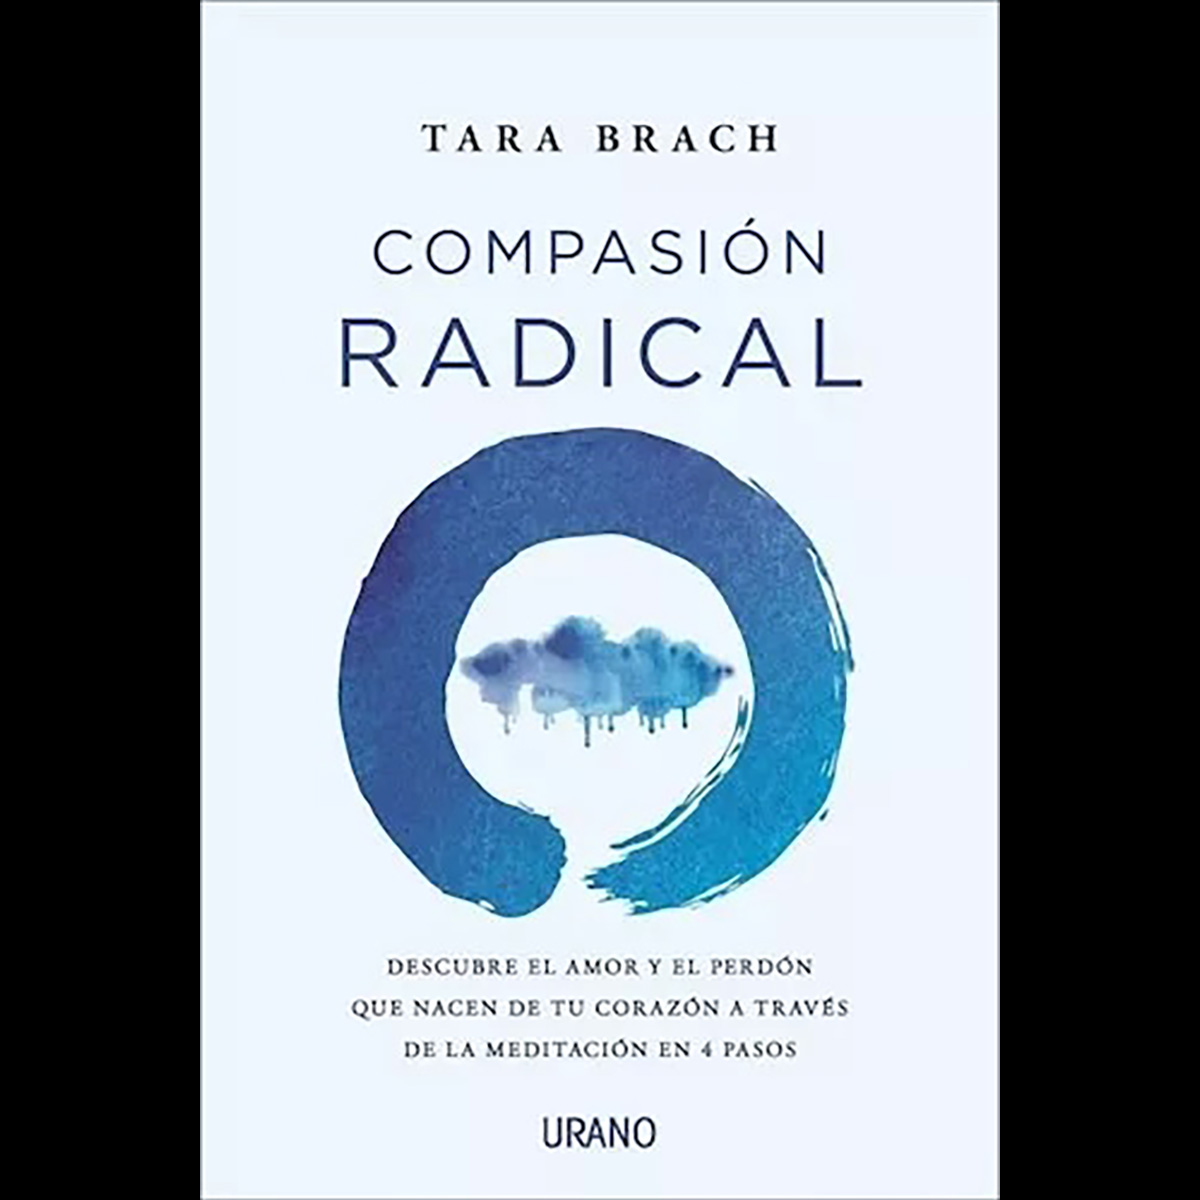 TARA BRACH
COMPASIÓN
RADICAL
DESCUBRE EL AMOR Y EL PERDÓN
QUE NACEN DE TU CORAZÓN A TRAVÉS
DE LA MEDITACIÓN EN 4 PASOS
URANO